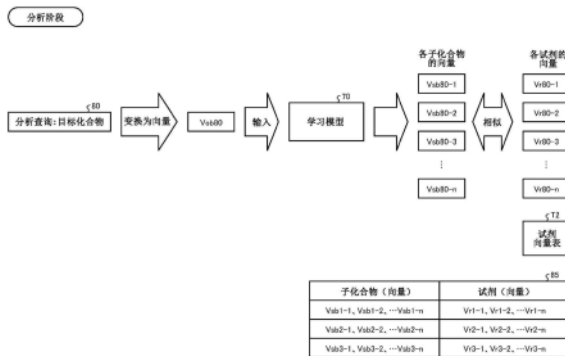 分析阶段
各子化合物
的向量
各试剂的
向量
80
分析查询:目标化合物
变换为向量
Vob80
输入
70
学习模型
Vsb80-1
Vsb80-2
Vsb80-3
⋮
Vsb80-n
相似
Vr80-1
Vr80-2
Vr80-3
⋮
Vr80-n
72
试剂
向量表
85
子化合物（向量） 试剂（向量）
Vsb1-1、Vsb1-2、…Vsb1-n Vr1-1、Vr1-2、…Vr1-n
Vsb2-1、Vsb2-2、…Vsb2-n Vr2-1、Vr2-2、…Vr2-n
Vsb3-1、Vsb3-2、…Vsb3-n Vr3-1、Vr3-2、…Vr3-n